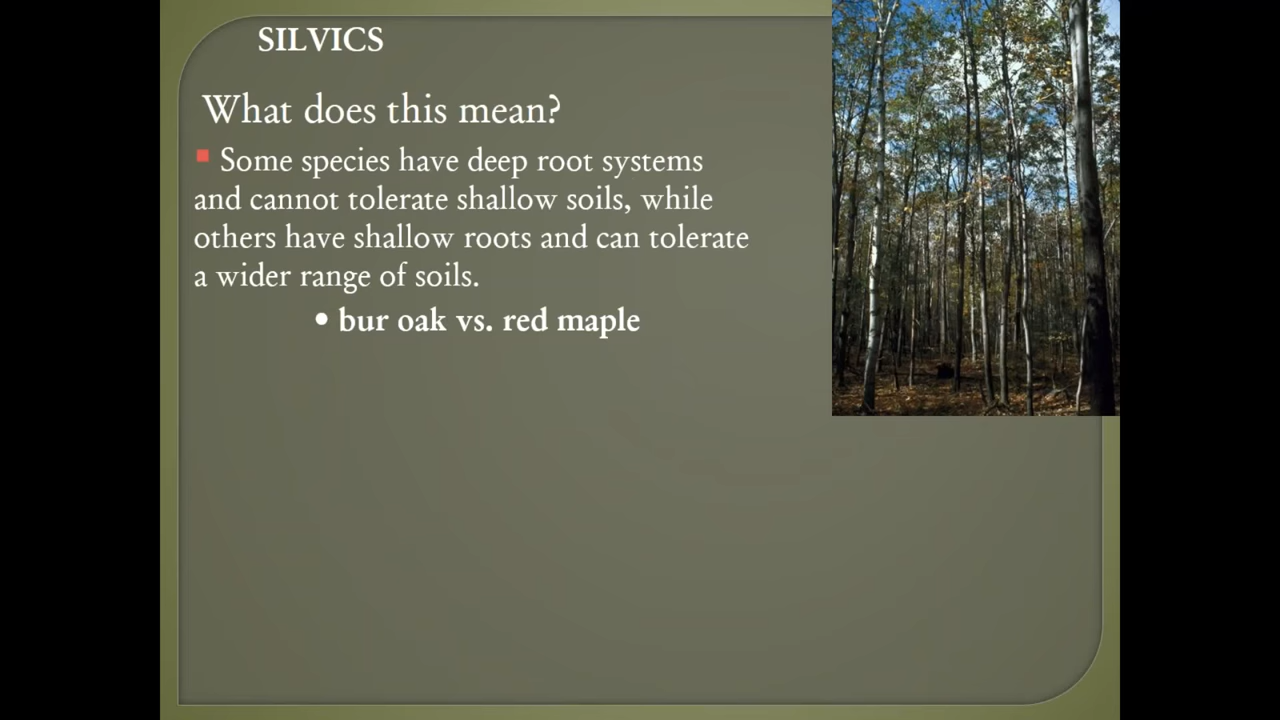 SILVICS
What does this mean?
Some species have deep root systems
and cannot tolerate shallow soils, while
others have shallow roots and can tolerate
a wider range of soils.
• bur oak vs. red maple